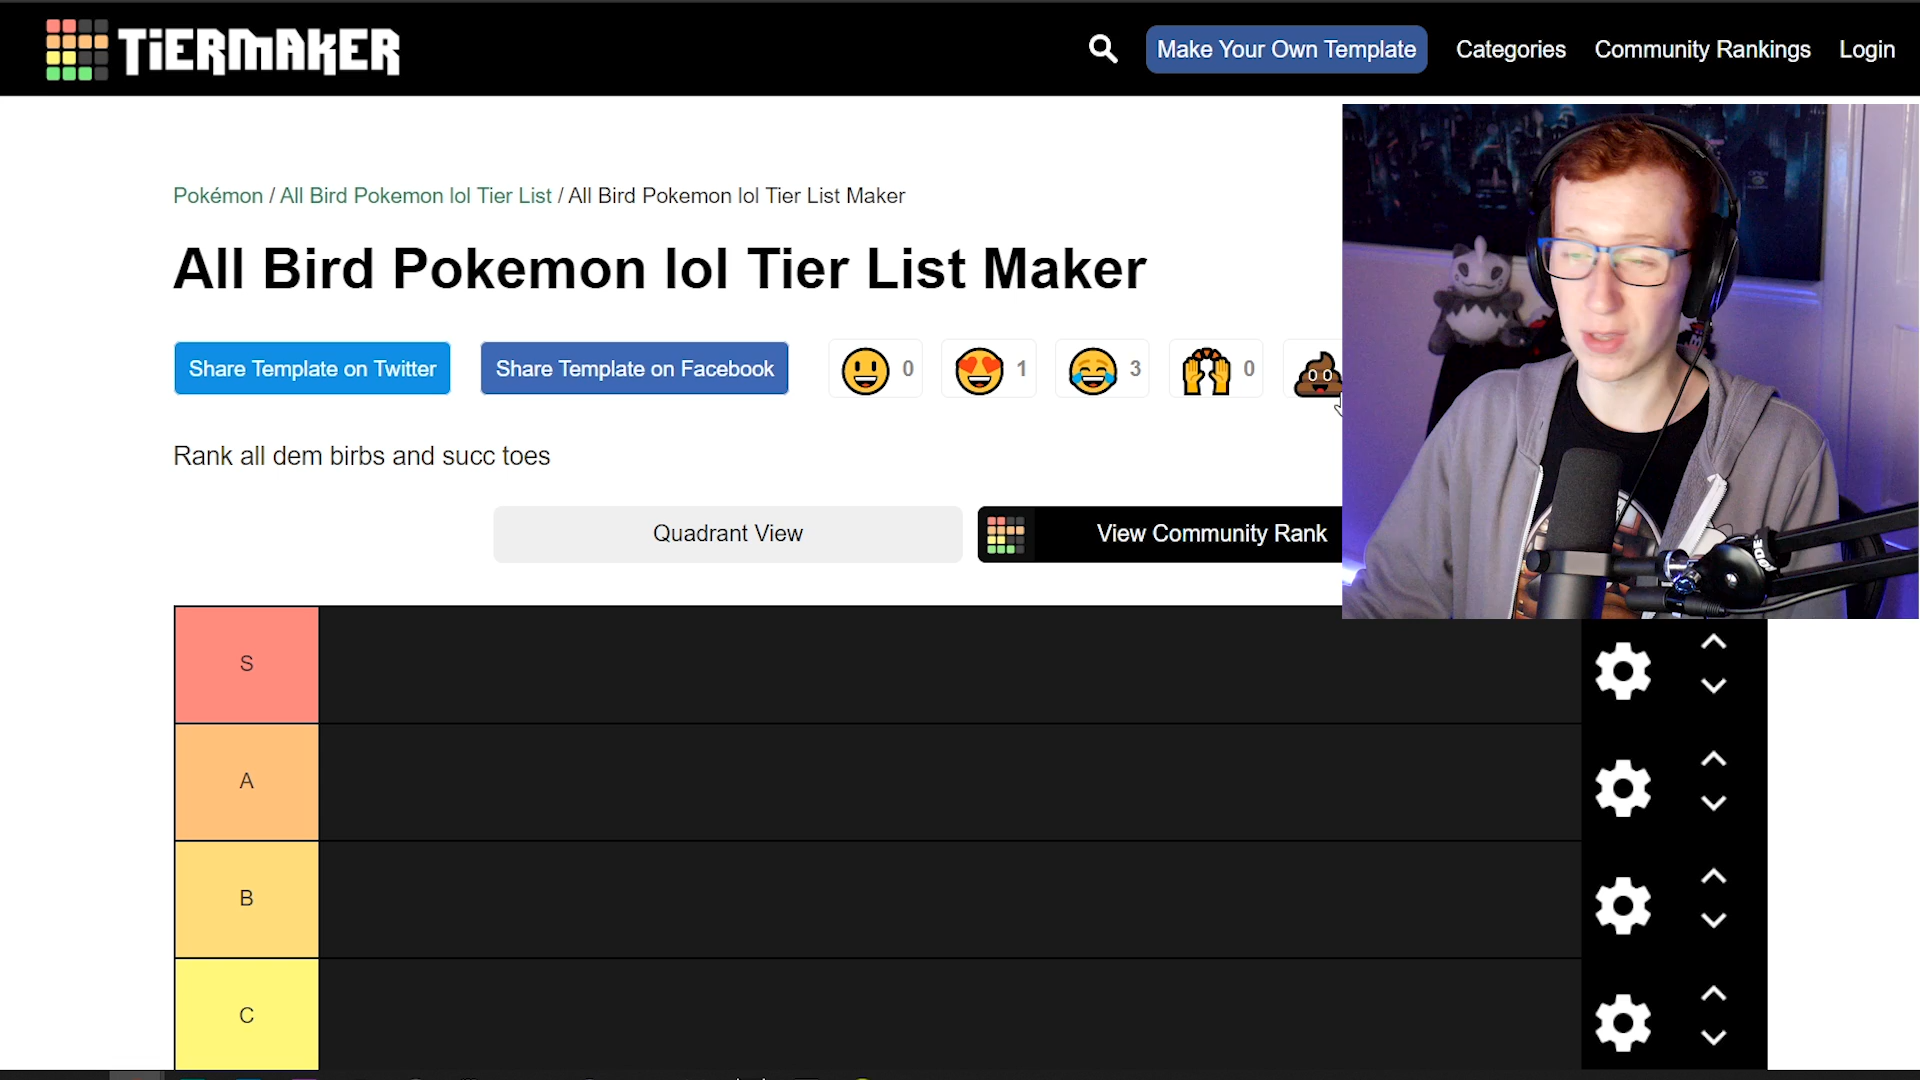 TiERMAKER
Make Your Own Template
Categories
Community Rankings
Login
Pokémon / All Bird Pokemon lol Tier List / All Bird Pokemon lol Tier List Maker
All Bird Pokemon lol Tier List Maker
Share Template on Twitter
Share Template on Facebook
0
1
3
0
Rank all dem birbs and succ toes
Quadrant View
View Community Rank
RØDE
S
A
B
C